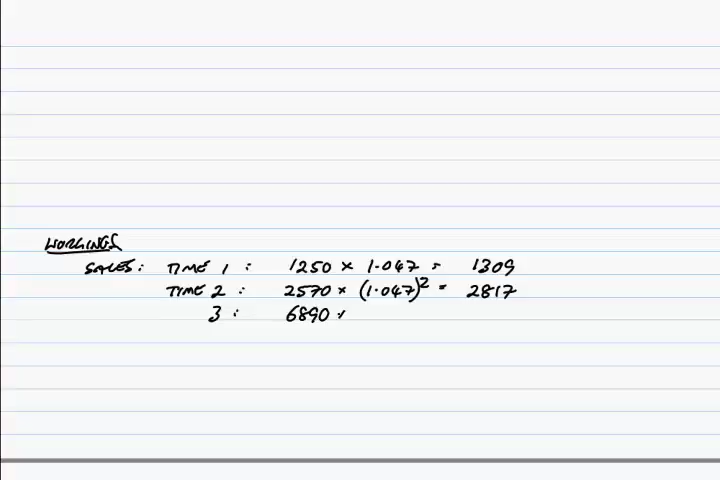 WORKINGS
SALES: TIME 1 : 1250 × 1.047 = 1309
TIME 2 : 2570 × (1.047)² = 2817
3 : 6890 ×